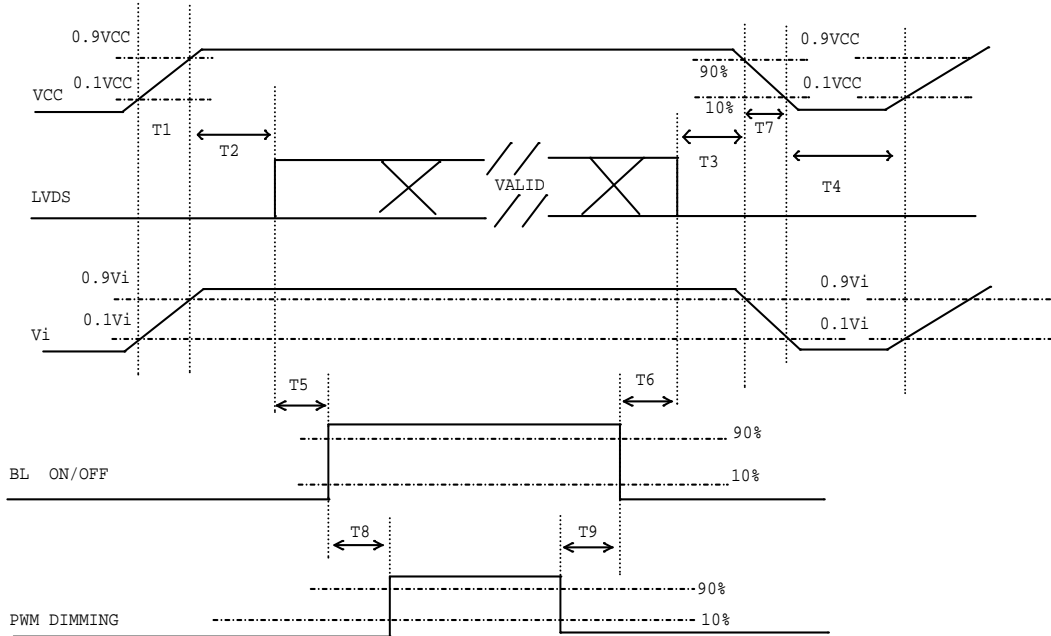 0.9VCC
0.9VCC
90%
0.1VCC
0.1VCC
VCC
10%
T1
T7
T2
T3
T4
VALID
LVDS
0.9Vi
0.9Vi
0.1Vi
0.1Vi
Vi
T5
T6
90%
BL ON/OFF
10%
T8
T9
90%
PWM DIMMING
10%